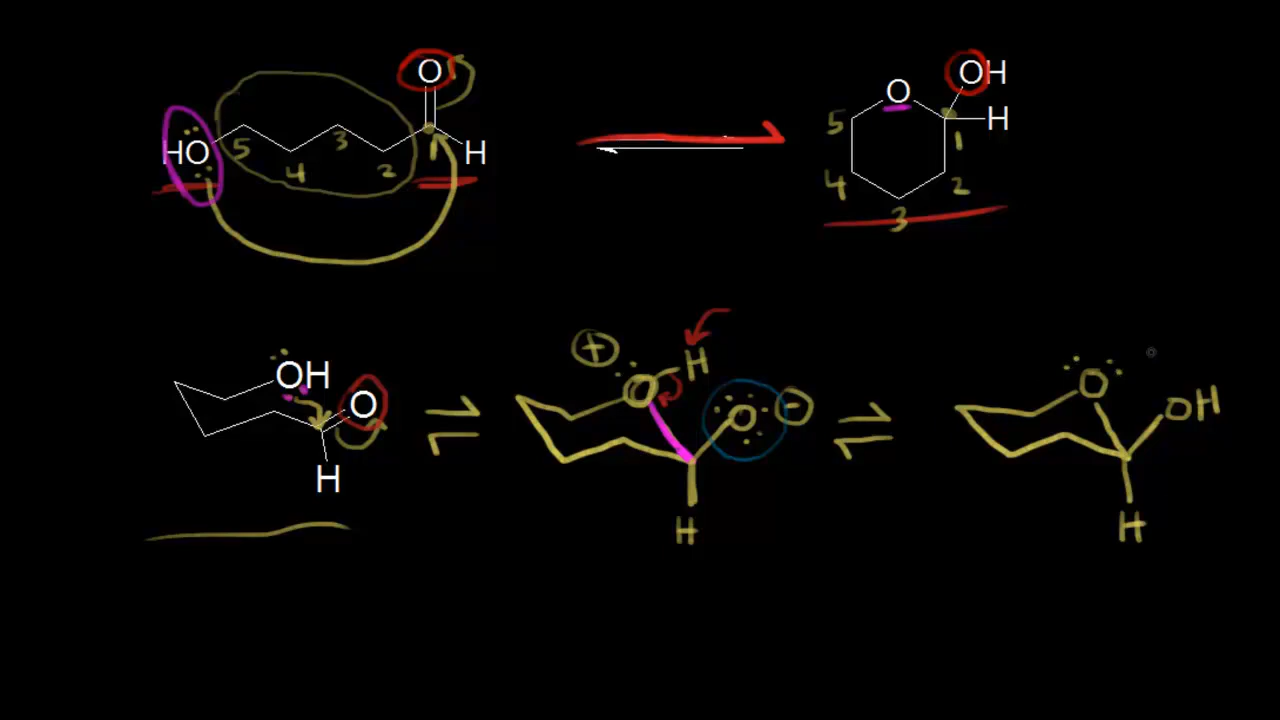 O OH
O
HO 5 4 3 2 1 H
5 4 3 2 1 H
OH O H
+ O H O - H
O OH H